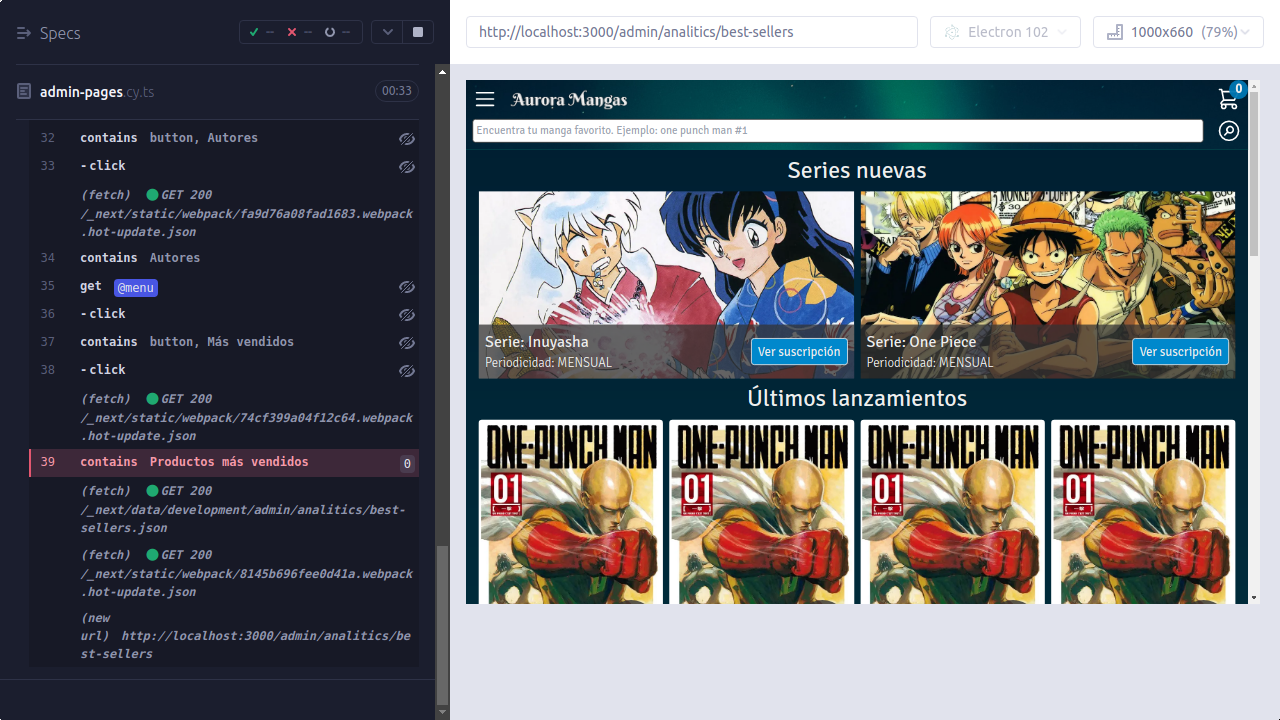 Specs
-- -- --
admin-pages.cy.ts 00:33
32 contains button, Autores
33 -click
(fetch) GET 200
/_next/static/webpack/fa9d76a08fad1683.webpack
.hot-update.json
34 contains Autores
35 get @menu
36 -click
37 contains button, Más vendidos
38 -click
(fetch) GET 200
/_next/static/webpack/74cf399a04f12c64.webpack
.hot-update.json
39 contains Productos más vendidos 0
(fetch) GET 200
/_next/data/development/admin/analitics/best-
sellers.json
(fetch) GET 200
/_next/static/webpack/8145b696fee0d41a.webpack
.hot-update.json
(new
url) http://localhost:3000/admin/analitics/be
st-sellers
http://localhost:3000/admin/analitics/best-sellers
Electron 102
1000x660 (79%)
Aurora Mangas
0
Encuentra tu manga favorito. Ejemplo: one punch man #1
Series nuevas
Serie: Inuyasha
Periodicidad: MENSUAL
Ver suscripción
Serie: One Piece
Periodicidad: MENSUAL
Ver suscripción
Últimos lanzamientos
ONE-PUNCH MAN
01
ONE-PUNCH MAN
01
ONE-PUNCH MAN
01
ONE-PUNCH MAN
01